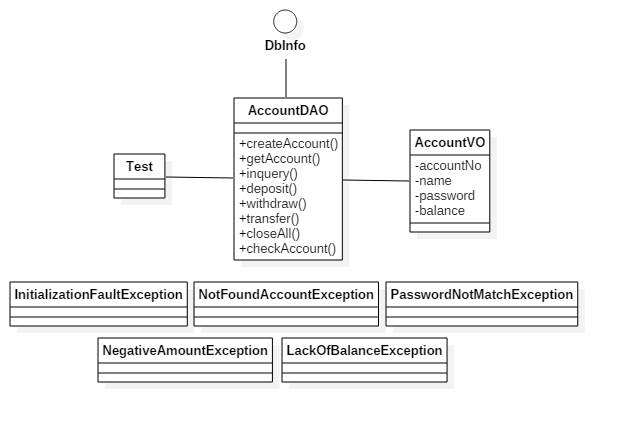 DbInfo
AccountDAO
+createAccount()
+getAccount()
+inquery()
+deposit()
+withdraw()
+transfer()
+closeAll()
+checkAccount()
Test
AccountVO
-accountNo
-name
-password
-balance
InitializationFaultException
NotFoundAccountException
PasswordNotMatchException
NegativeAmountException
LackOfBalanceException